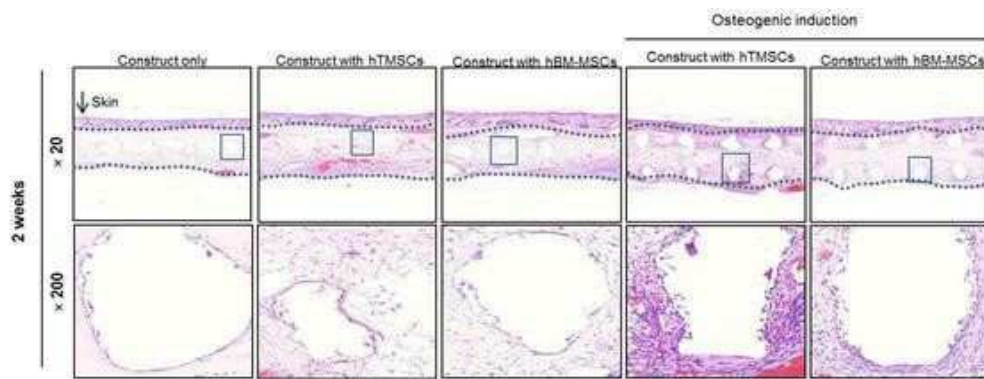 Osteogenic induction
Construct only
Construct with hTMSCs
Construct with hBM-MSCs
Construct with hTMSCs
Construct with hBM-MSCs
Skin
2 weeks
× 20
× 200